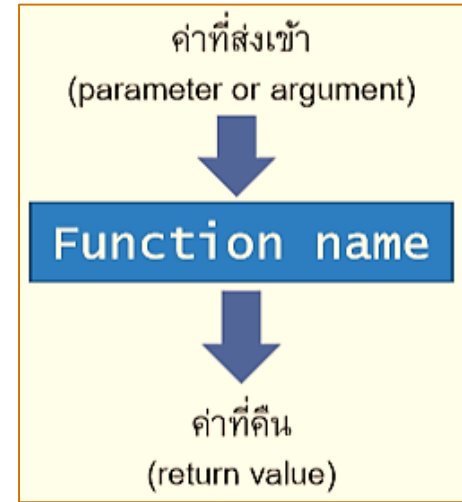 ค่าที่ส่งเข้า
(parameter or argument)
Function name
ค่าที่คืน
(return value)